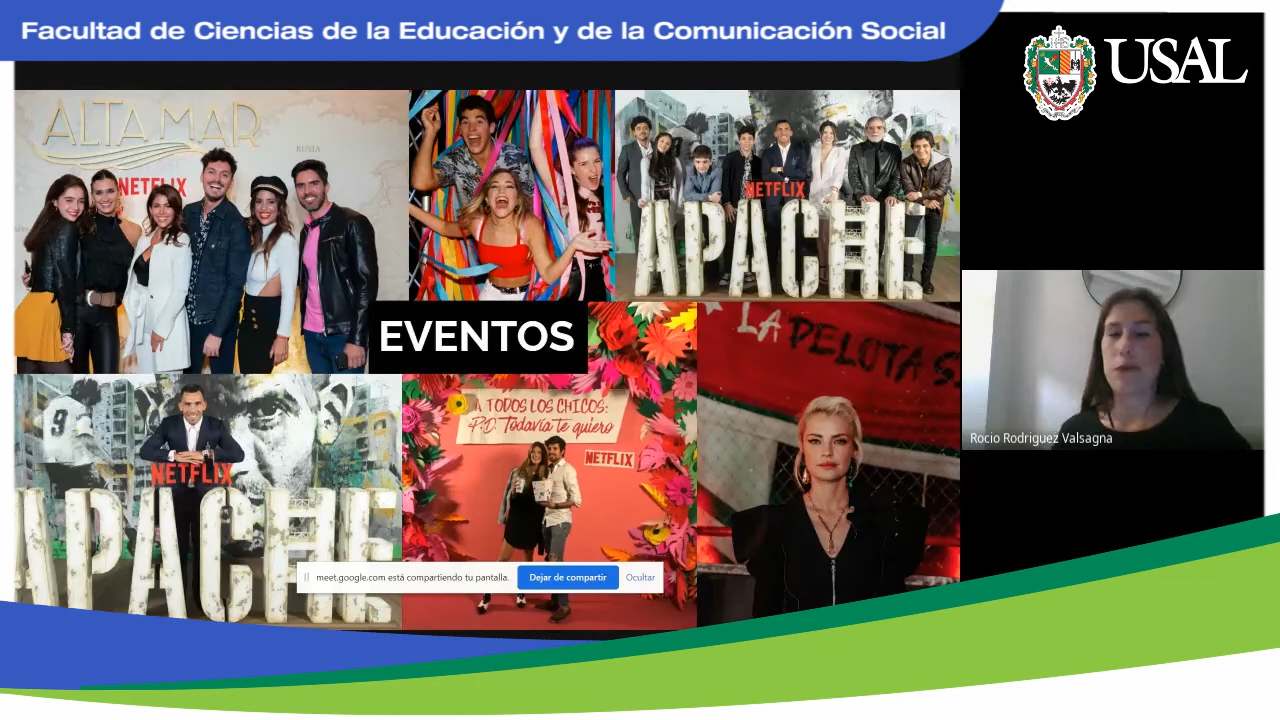 Facultad de Ciencias de la Educación y de la Comunicación Social
USAL
ALTA MAR
RUSIA
NETFLIX
NETFLIX
APACHE
EVENTOS
LA PELOTA S
9
NETFLIX
APACHE
A TODOS LOS CHICOS:
P.D. Todavía te quiero
NETFLIX
Rocio Rodriguez Valsagna
meet.google.com está compartiendo tu pantalla.
Dejar de compartir
Ocultar